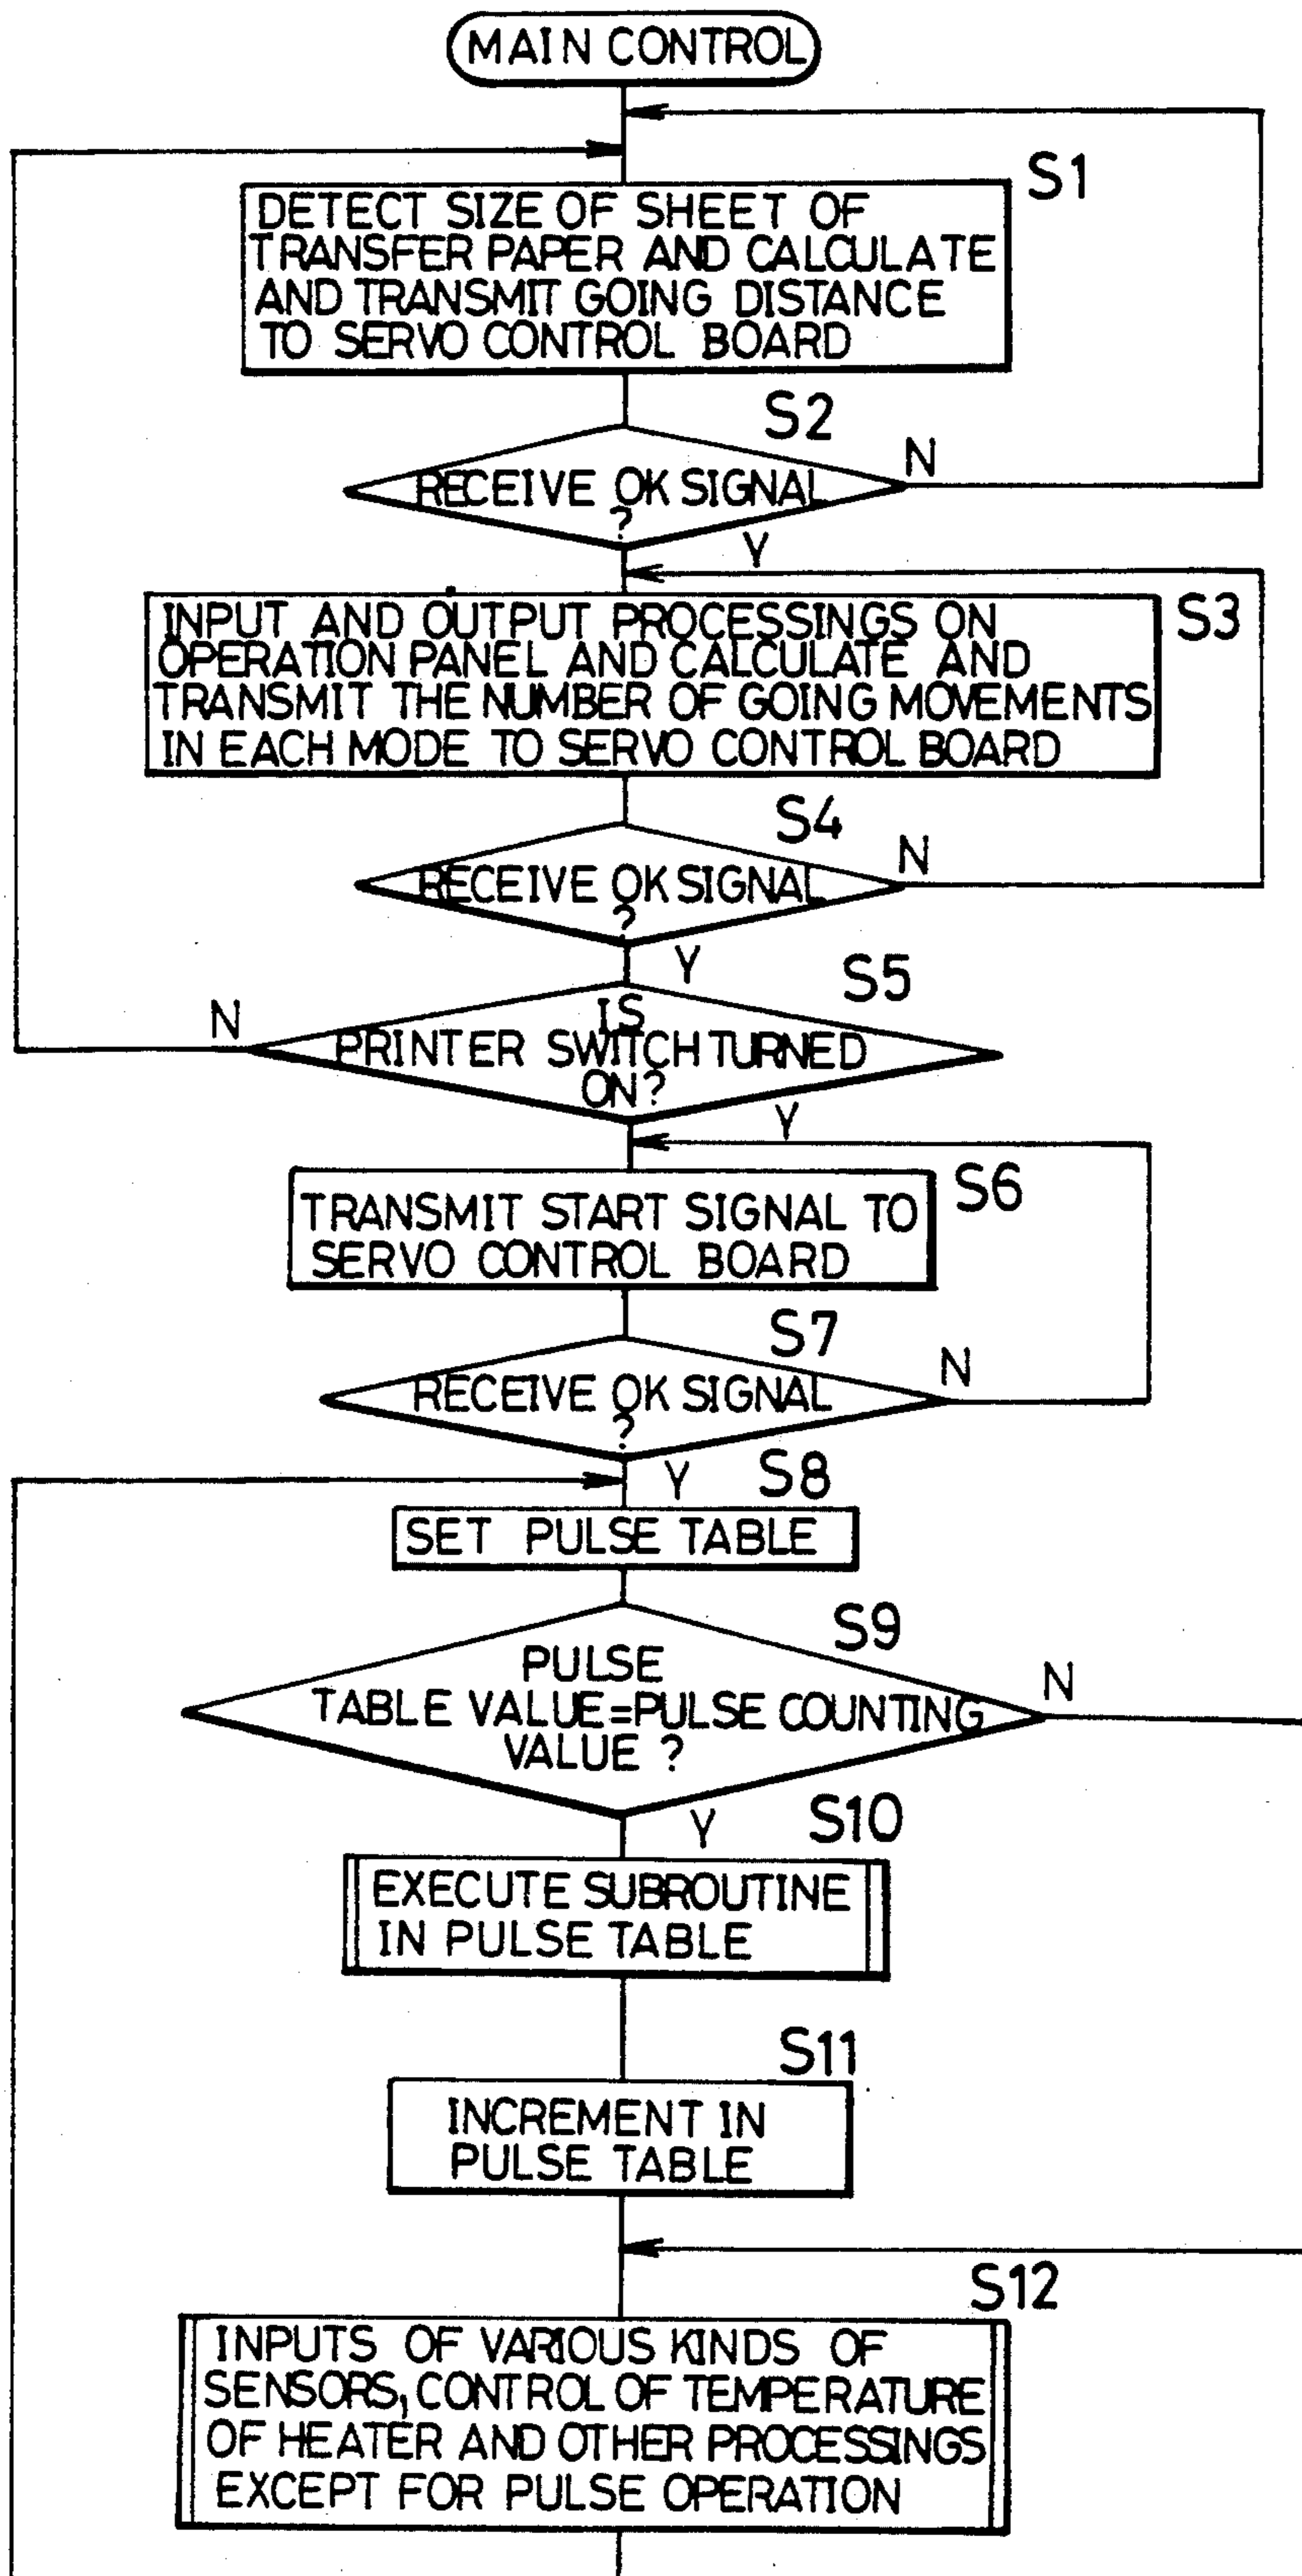 MAIN CONTROL
S1
DETECT SIZE OF SHEET OF
TRANSFER PAPER AND CALCULATE
AND TRANSMIT GOING DISTANCE
TO SERVO CONTROL BOARD
S2
N
RECEIVE OK SIGNAL
?
Y
S3
INPUT AND OUTPUT PROCESSINGS ON
OPERATION PANEL AND CALCULATE AND
TRANSMIT THE NUMBER OF GOING MOVEMENTS
IN EACH MODE TO SERVO CONTROL BOARD
S4
N
RECEIVE OK SIGNAL
?
Y
S5
N
IS
PRINTER SWITCH TURNED
ON?
Y
S6
TRANSMIT START SIGNAL TO
SERVO CONTROL BOARD
S7
N
RECEIVE OK SIGNAL
?
Y
S8
SET PULSE TABLE
S9
N
PULSE
TABLE VALUE=PULSE COUNTING
VALUE ?
Y
S10
EXECUTE SUBROUTINE
IN PULSE TABLE
S11
INCREMENT IN
PULSE TABLE
S12
INPUTS OF VARIOUS KINDS OF
SENSORS, CONTROL OF TEMPERATURE
OF HEATER AND OTHER PROCESSINGS
EXCEPT FOR PULSE OPERATION